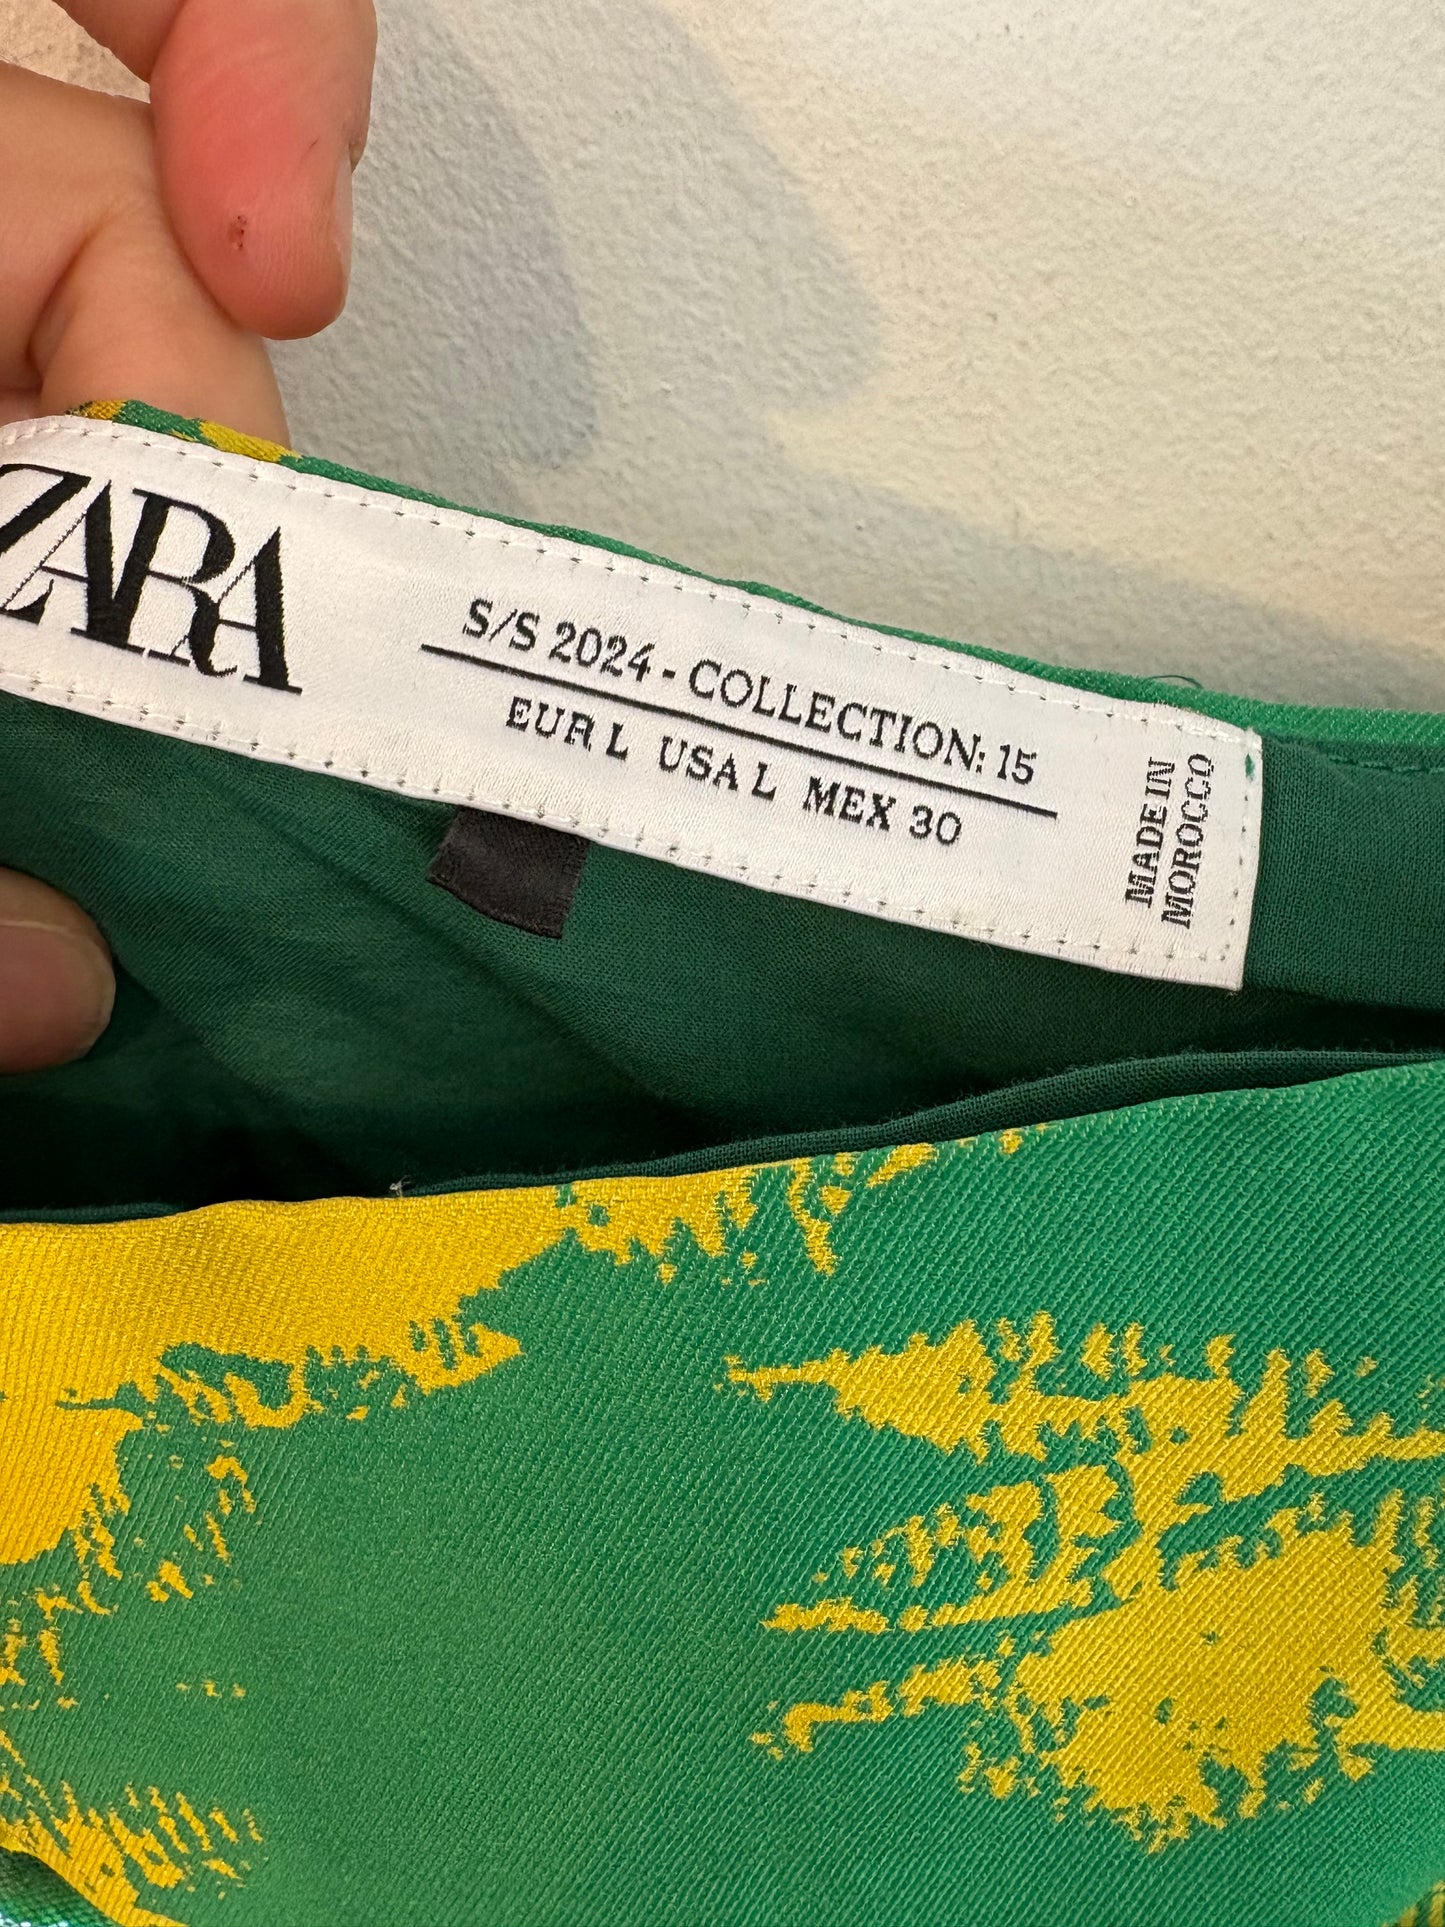 ZARA
S/S 2024 - COLLECTION: 15
EUR L USA L MEX 30
MADE IN
MOROCCO